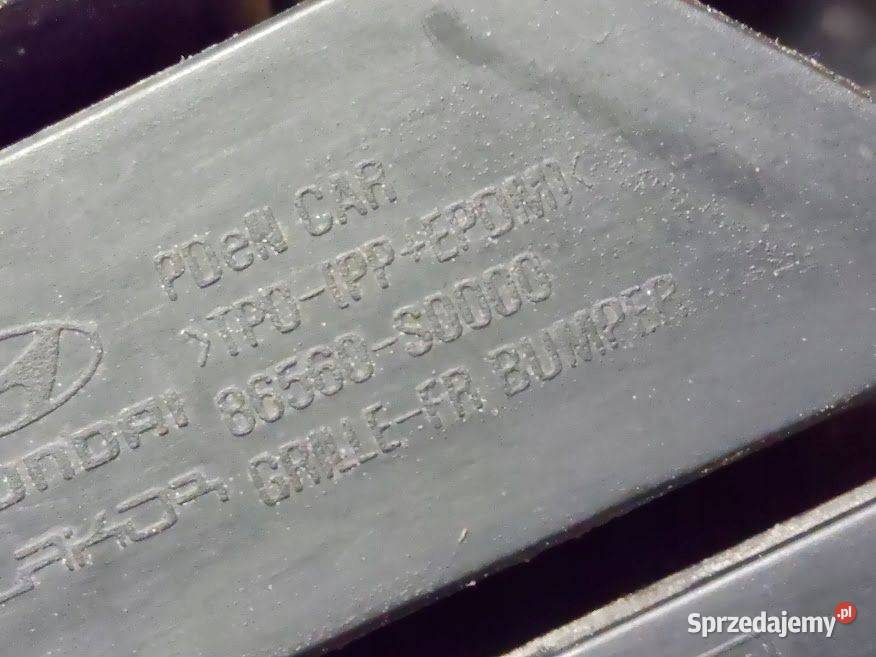 PDeN CAR
>TPO-(PP+EPDM)<
86560-S0000
GRILLE-FR BUMPER
Sprzedajemy.pl